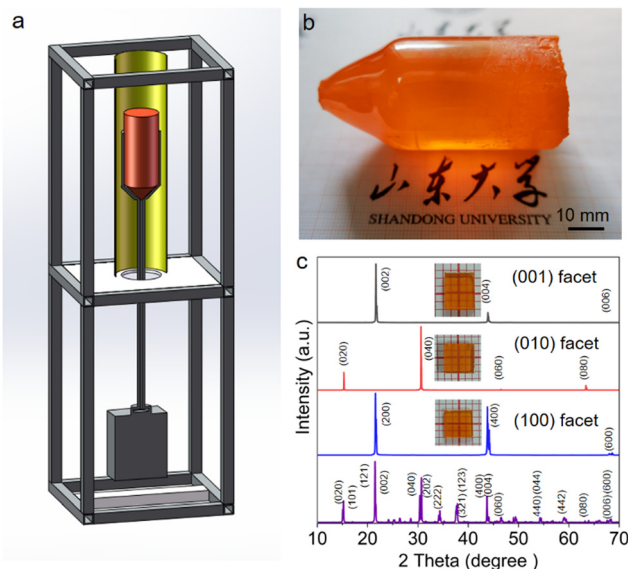 a
b
山东大学
SHANDONG UNIVERSITY
10 mm
c
(002)
(004)
(006)
(001) facet
(020)
(040)
(060)
(080)
(010) facet
(200)
(400)
(600)
(100) facet
(020)
(101)
(121)
(002)
(040)
(202)
(222)
(321) (123)
(400)
(004)
(060)
(440) (044)
(442)
(080)
(006) (600)
Intensity (a.u.)
10 20 30 40 50 60 70
2 Theta (degree )